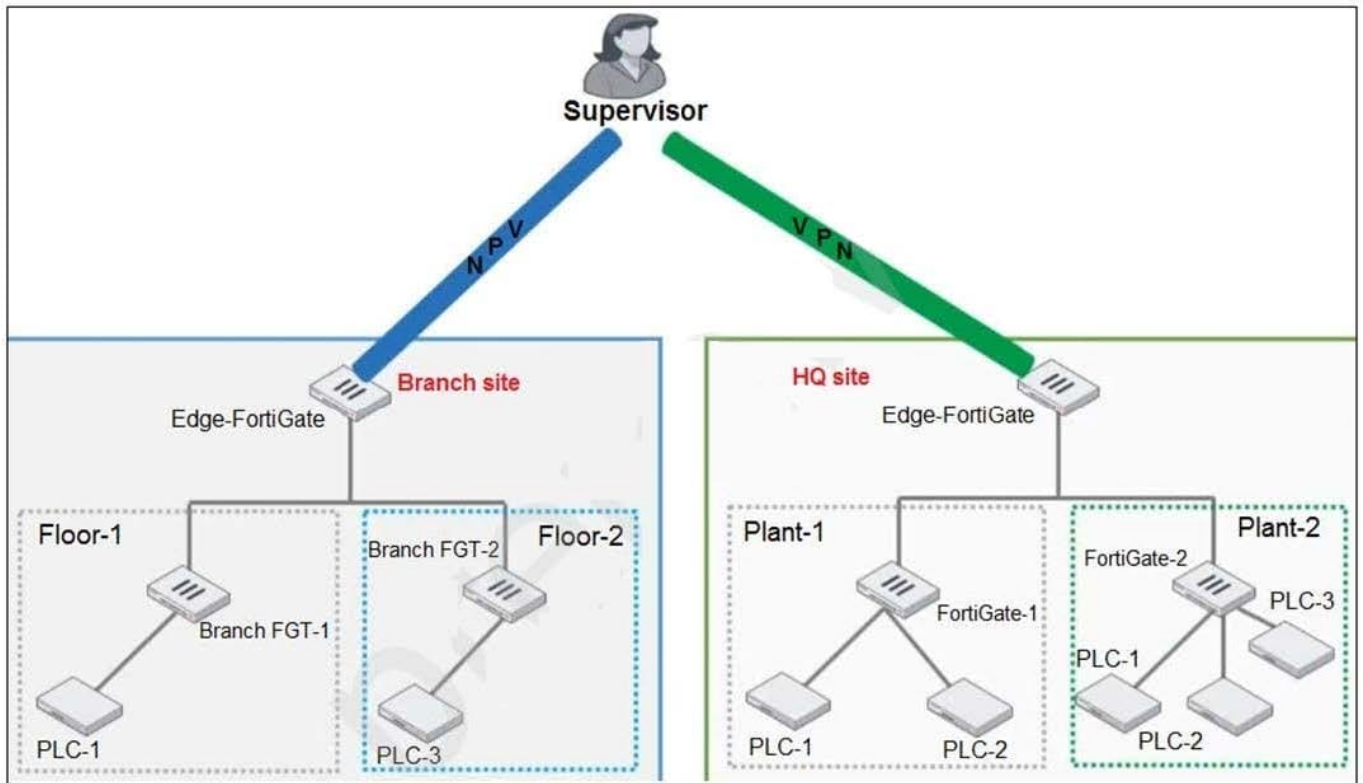 Supervisor
VPN
VPN
Branch site
Edge-FortiGate
HQ site
Edge-FortiGate
Floor-1
Branch FGT-1
PLC-1
Floor-2
Branch FGT-2
PLC-3
Plant-1
FortiGate-1
PLC-1
PLC-2
Plant-2
FortiGate-2
PLC-3
PLC-1
PLC-2